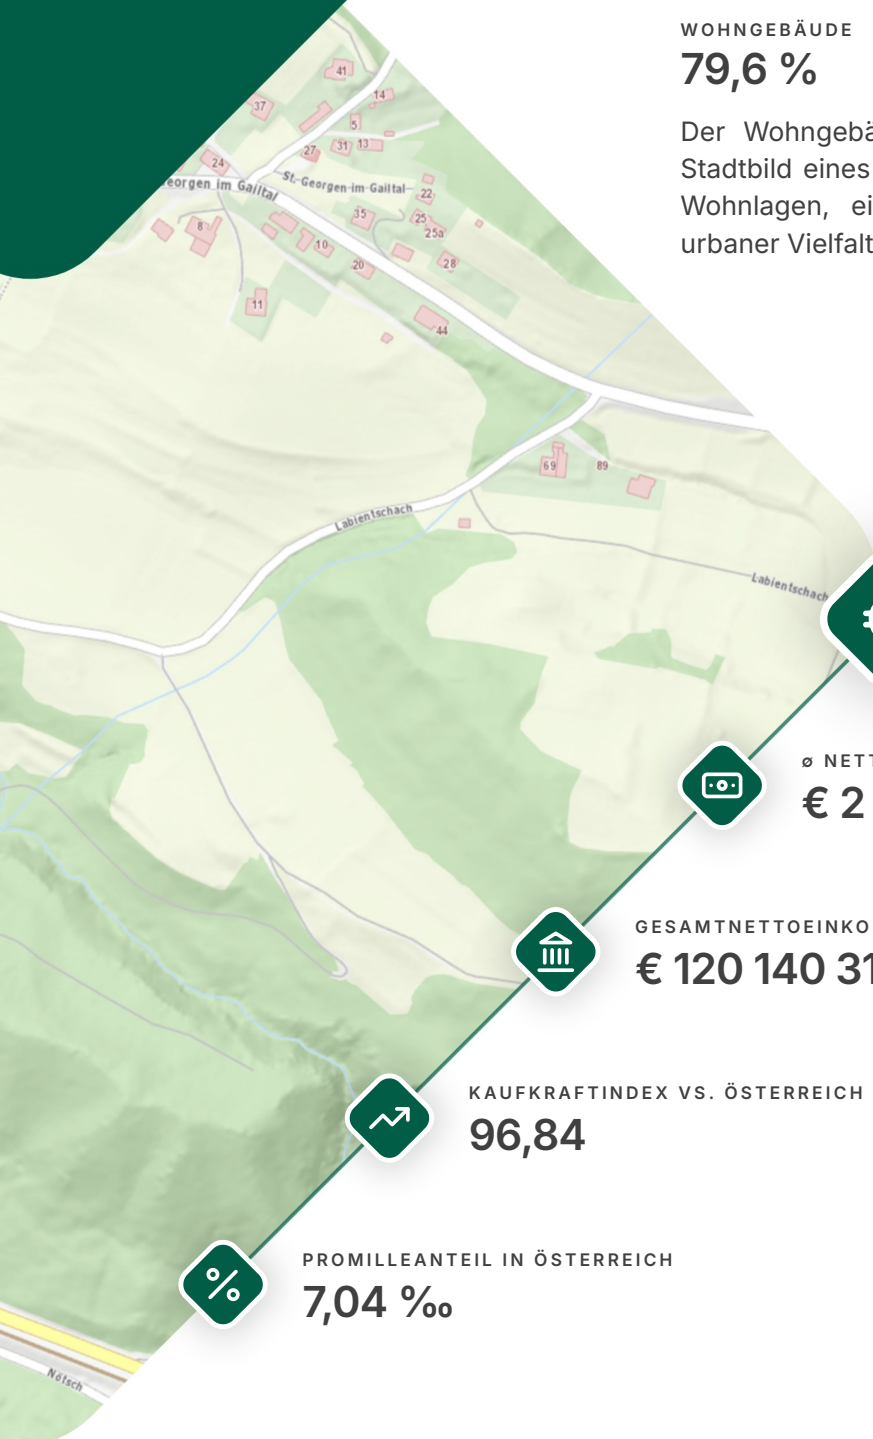 WOHNGEBÄUDE
79,6 %
Der Wohngebä
Stadtbild eines
Wohnlagen, ei
urbaner Vielfalt
41
37
14
5
27
31
13
24
eorgen im Gailtal
St. Georgen im Gailtal
22
35
25
25a
8
10
20
28
11
44
69
89
Labientschach
Labientschach
ø NETT
€ 2
GESAMTNETTOEINKO
€ 120 140 31
KAUFKRAFTINDEX VS. ÖSTERREICH
96,84
PROMILLEANTEIL IN ÖSTERREICH
7,04 ‰
Nötsch